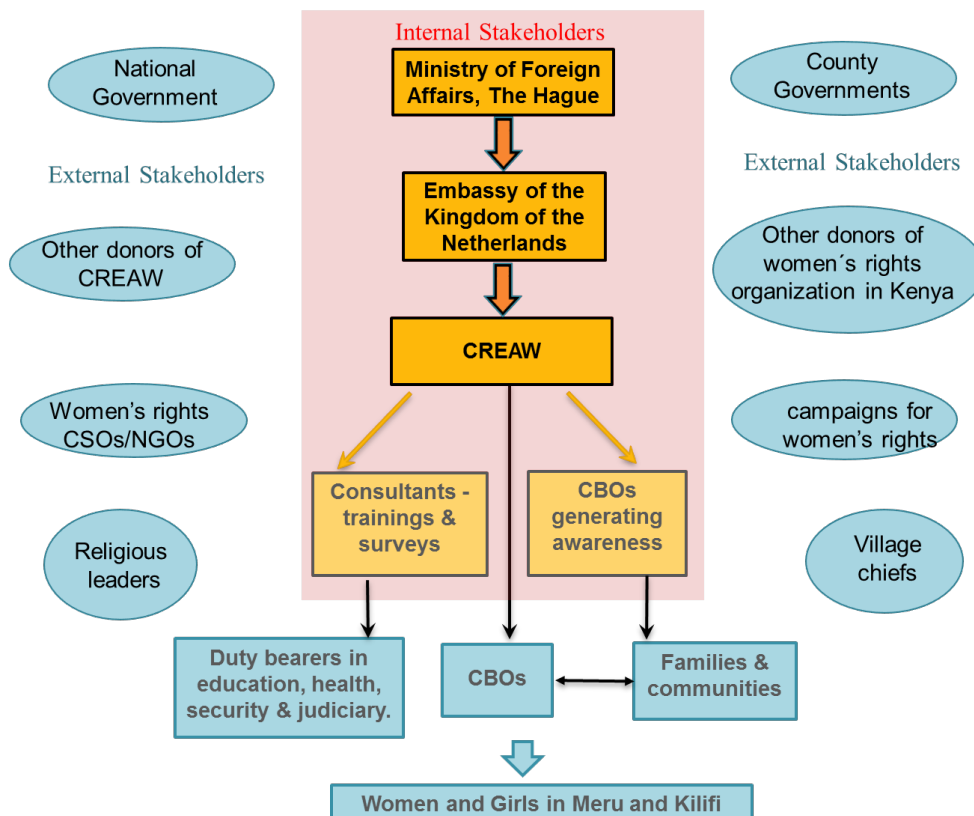 Internal Stakeholders
National
Government
Ministry of Foreign
Affairs, The Hague
County
Governments
External Stakeholders
External Stakeholders
Embassy of the
Kingdom of the
Netherlands
Other donors of
CREAW
Other donors of
women´s rights
organization in Kenya
CREAW
Women’s rights
CSOs/NGOs
campaigns for
women’s rights
Consultants -
trainings &
surveys
CBOs
generating
awareness
Religious
leaders
Village
chiefs
Duty bearers in
education, health,
security & judiciary.
CBOs
Families &
communities
Women and Girls in Meru and Kilifi